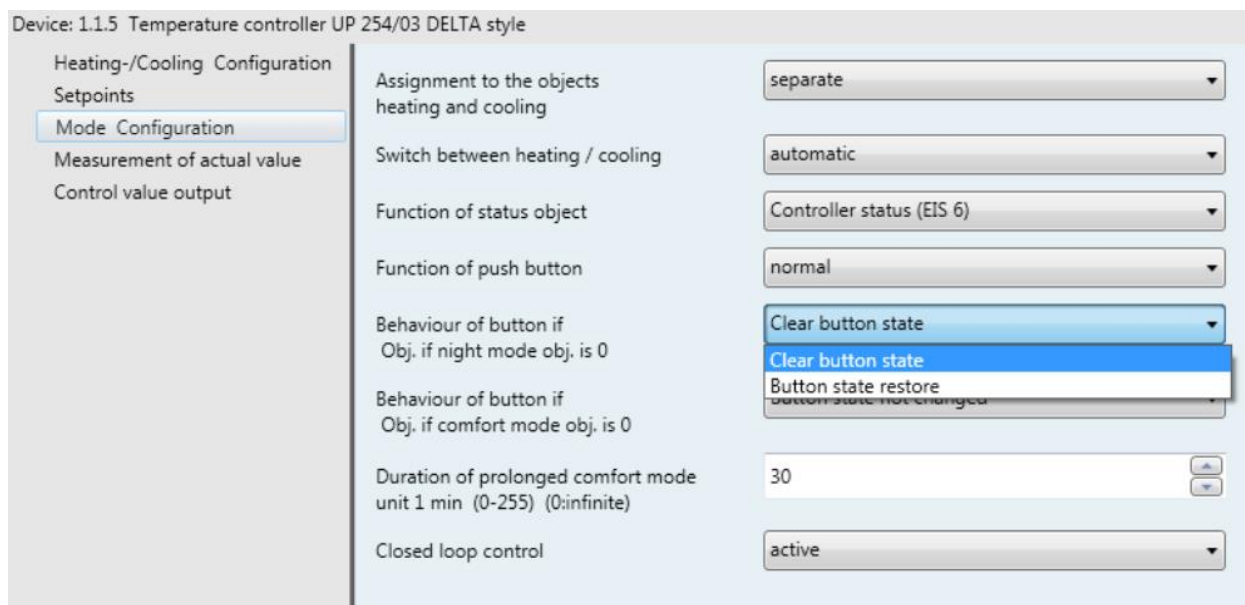 Device: 1.1.5 Temperature controller UP 254/03 DELTA style
Heating-/Cooling Configuration
Setpoints
Mode Configuration
Measurement of actual value
Control value output
Assignment to the objects
heating and cooling
separate
Switch between heating / cooling
automatic
Function of status object
Controller status (EIS 6)
Function of push button
normal
Behaviour of button if
Obj. if night mode obj. is 0
Clear button state
Clear button state
Button state restore
Behaviour of button if
Obj. if comfort mode obj. is 0
Button state not changed
Duration of prolonged comfort mode
unit 1 min (0-255) (0:infinite)
30
Closed loop control
active